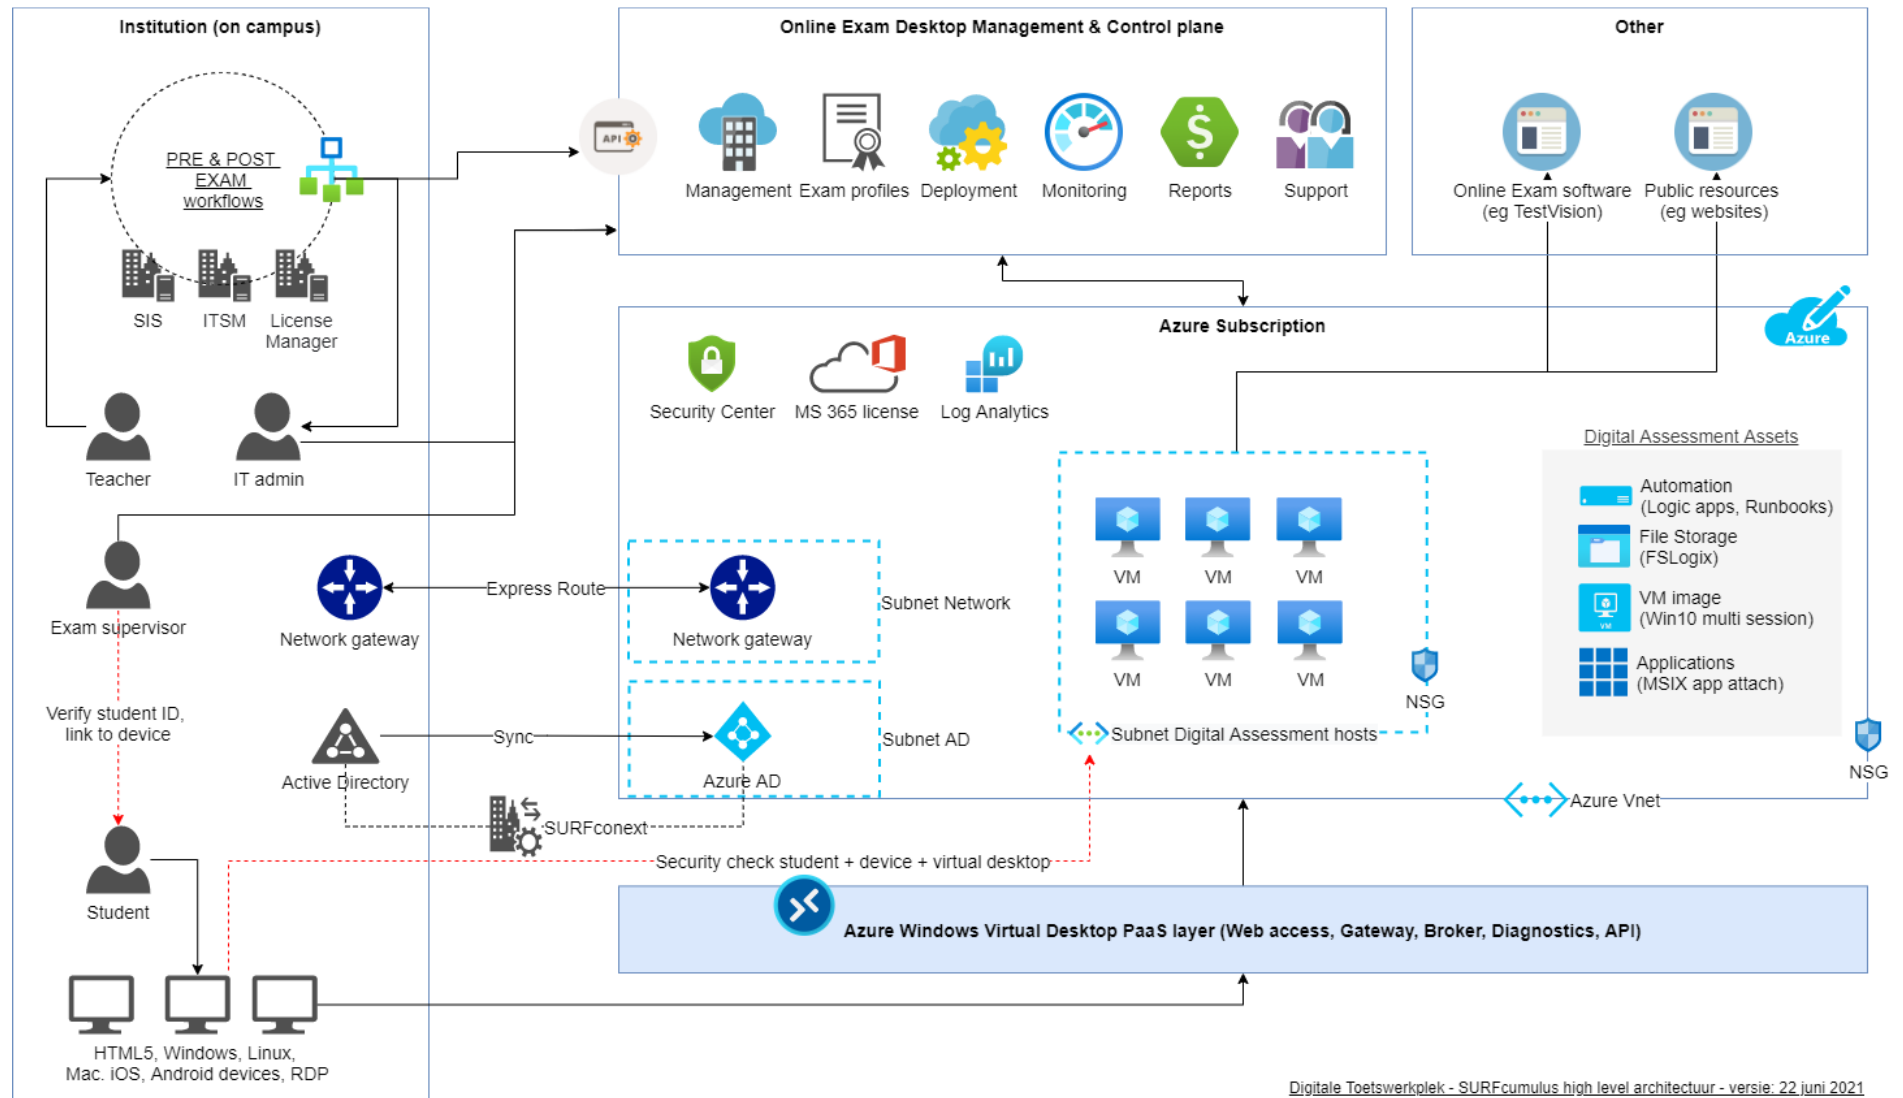 Institution (on campus)
PRE & POST
EXAM
workflows
SIS
ITSM
License
Manager
Teacher
IT admin
Exam supervisor
Verify student ID,
link to device
Student
HTML5, Windows, Linux,
Mac. iOS, Android devices, RDP
Network gateway
Active Directory
Express Route
Sync
SURFconext
Security check student + device + virtual desktop
Online Exam Desktop Management & Control plane
API
Management
Exam profiles
Deployment
Monitoring
Reports
Support
Other
Online Exam software
(eg TestVision)
Public resources
(eg websites)
Azure Subscription
Azure
Security Center
MS 365 license
Log Analytics
Network gateway
Subnet Network
Azure AD
Subnet AD
VM
VM
VM
VM
VM
VM
NSG
Subnet Digital Assessment hosts
Digital Assessment Assets
Automation
(Logic apps, Runbooks)
File Storage
(FSLogix)
VM
VM image
(Win10 multi session)
Applications
(MSIX app attach)
NSG
Azure Vnet
Azure Windows Virtual Desktop PaaS layer (Web access, Gateway, Broker, Diagnostics, API)
Digitale Toetswerkplek - SURFcumulus high level architectuur - versie: 22 juni 2021